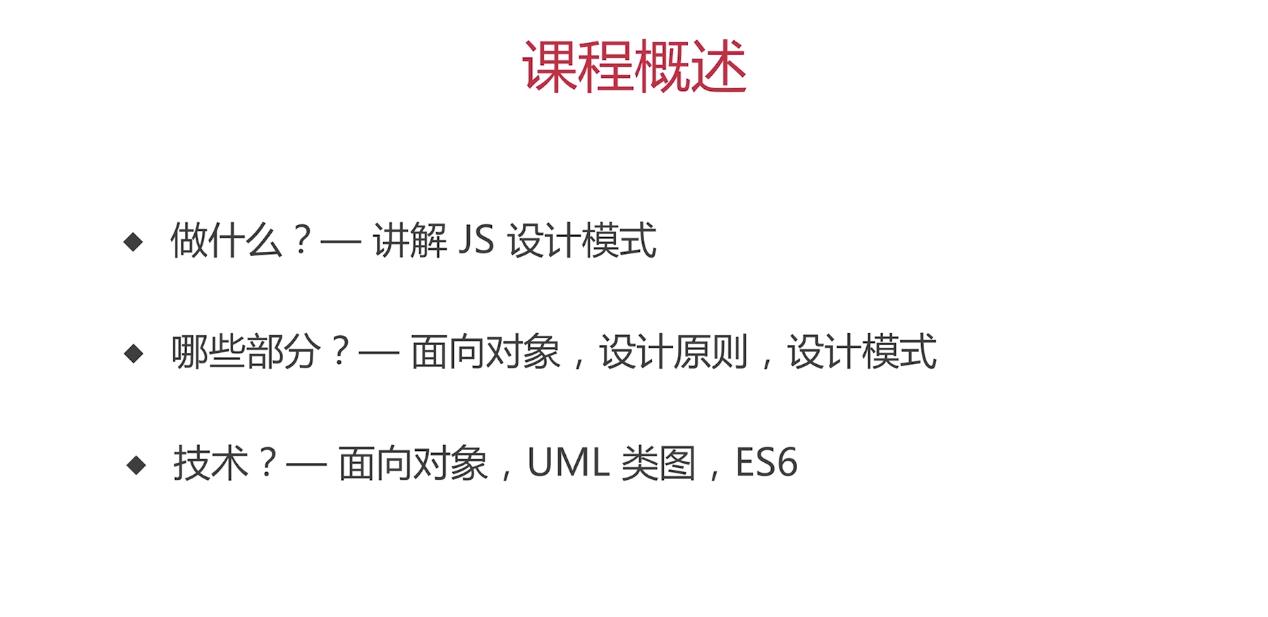 课程概述
做什么？— 讲解 JS 设计模式
哪些部分？— 面向对象，设计原则，设计模式
技术？— 面向对象，UML 类图，ES6